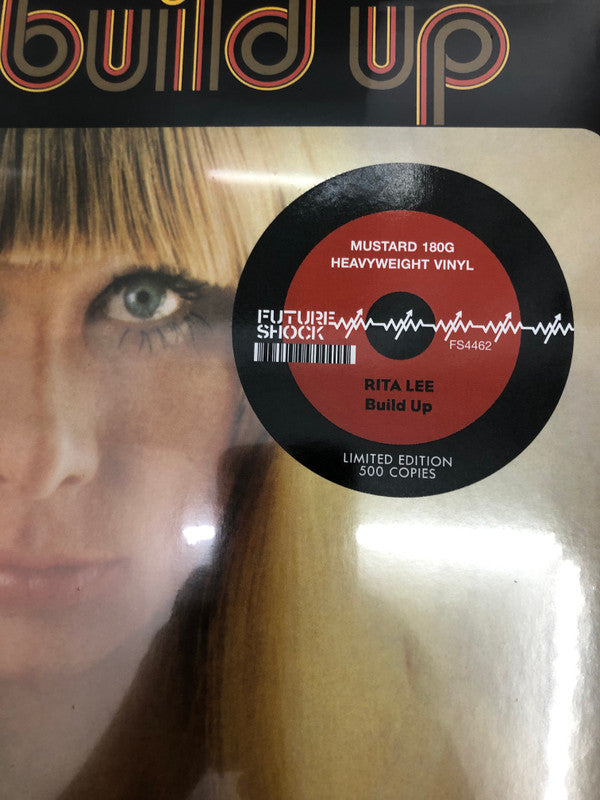 build up
MUSTARD 180G
HEAVYWEIGHT VINYL
FUTURE
SHOCK
FS4462
RITA LEE
Build Up
LIMITED EDITION
500 COPIES